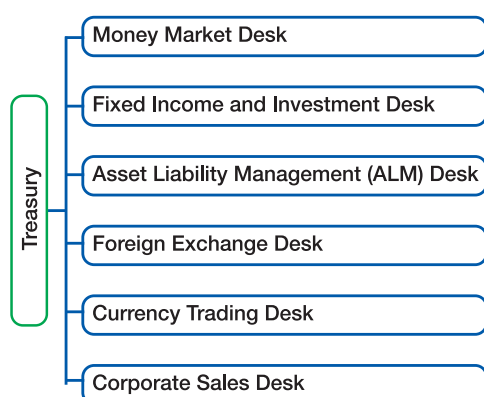 Treasury
Money Market Desk
Fixed Income and Investment Desk
Asset Liability Management (ALM) Desk
Foreign Exchange Desk
Currency Trading Desk
Corporate Sales Desk